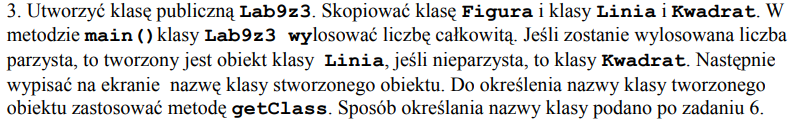 3. Utworzyć klasę publiczną Lab9z3. Skopiować klasę Figura i klasy Linia i Kwadrat. W
metodzie main() klasy Lab9z3 wylosować liczbę całkowitą. Jeśli zostanie wylosowana liczba
parzysta, to tworzony jest obiekt klasy Linia, jeśli nieparzysta, to klasy Kwadrat. Następnie
wypisać na ekranie nazwę klasy stworzonego obiektu. Do określenia nazwy klasy tworzonego
obiektu zastosować metodę getClass. Sposób określania nazwy klasy podano po zadaniu 6.